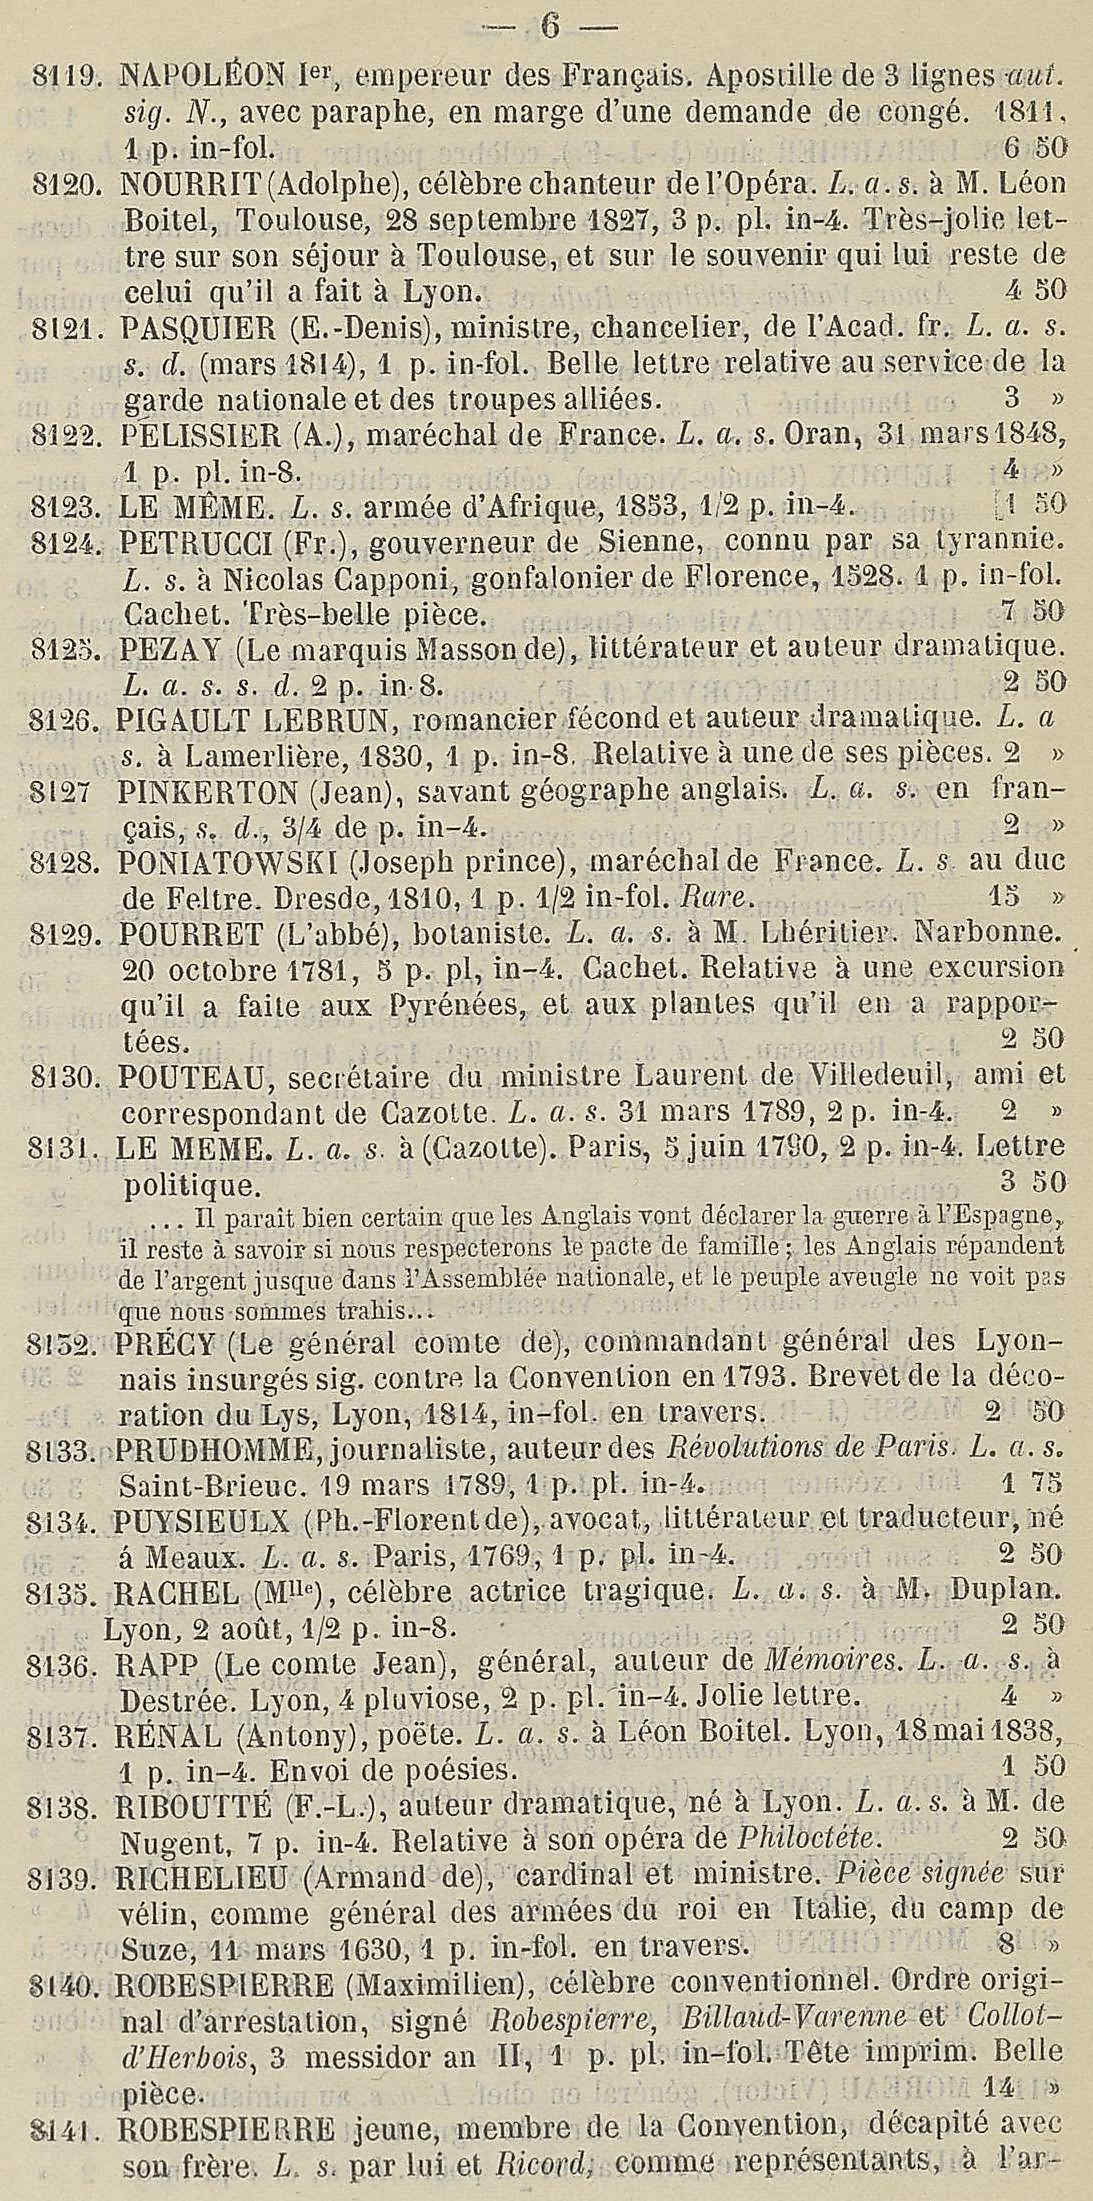 — 6 —
8119. NAPOLÉON Ier, empereur des Français. Apostille de 3 lignes aut.
sig. N., avec paraphe, en marge d'une demande de congé. 1811,
1 p. in-fol. 6 50
8120. NOURRIT (Adolphe), célèbre chanteur de l'Opéra. L. a. s. à M. Léon
Boitel, Toulouse, 28 septembre 1827, 3 p. pl. in-4. Très-jolie let-
tre sur son séjour à Toulouse, et sur le souvenir qui lui reste de
celui qu'il a fait à Lyon. 4 50
8121. PASQUIER (E.-Denis), ministre, chancelier, de l'Acad. fr. L. a. s.
s. d. (mars 1814), 1 p. in-fol. Belle lettre relative au service de la
garde nationale et des troupes alliées. 3 »
8122. PÉLISSIER (A.), maréchal de France. L. a. s. Oran, 31 mars 1848,
1 p. pl. in-8. 4 »
8123. LE MÊME. L. s. armée d'Afrique, 1853, 1/2 p. in-4. 1 50
8124. PETRUCCI (Fr.), gouverneur de Sienne, connu par sa tyrannie.
L. s. à Nicolas Capponi, gonfalonier de Florence, 1528. 1 p. in-fol.
Cachet. Très-belle pièce. 7 50
8125. PEZAY (Le marquis Masson de), littérateur et auteur dramatique.
L. a. s. s. d. 2 p. in-8. 2 50
8126. PIGAULT LEBRUN, romancier fécond et auteur dramatique. L. a
s. à Lamerlière, 1830, 1 p. in-8. Relative à une de ses pièces. 2 »
8127 PINKERTON (Jean), savant géographe anglais. L. a. s. en fran-
çais, s. d., 3/4 de p. in-4. 2 »
8128. PONIATOWSKI (Joseph prince), maréchal de France. L. s. au duc
de Feltre. Dresde, 1810, 1 p. 1/2 in-fol. Rare. 15 »
8129. POURRET (L'abbé), botaniste. L. a. s. à M. Lhéritier. Narbonne.
20 octobre 1781, 5 p. pl, in-4. Cachet. Relative à une excursion
qu'il a faite aux Pyrénées, et aux plantes qu'il en a rappor-
tées. 2 50
8130. POUTEAU, secrétaire du ministre Laurent de Villedeuil, ami et
correspondant de Cazotte. L. a. s. 31 mars 1789, 2 p. in-4. 2 »
8131. LE MEME. L. a. s. à (Cazotte). Paris, 5 juin 1790, 2 p. in-4. Lettre
politique. 3 50
... Il paraît bien certain que les Anglais vont déclarer la guerre à l'Espagne,
il reste à savoir si nous respecterons le pacte de famille; les Anglais répandent
de l'argent jusque dans l'Assemblée nationale, et le peuple aveugle ne voit pas
que nous sommes trahis...
8132. PRÉCY (Le général comte de), commandant général des Lyon-
nais insurgés sig. contre la Convention en 1793. Brevet de la déco-
ration du Lys, Lyon, 1814, in-fol. en travers. 2 50
8133. PRUDHOMME, journaliste, auteur des Révolutions de Paris. L. a. s.
Saint-Brieuc. 19 mars 1789, 1 p. pl. in-4. 1 75
8134. PUYSIEULX (Ph.-Florent de), avocat, littérateur et traducteur, né
á Meaux. L. a. s. Paris, 1769, 1 p. pl. in-4. 2 50
8135. RACHEL (Mlle), célèbre actrice tragique. L. a. s. à M. Duplan.
Lyon, 2 août, 1/2 p. in-8. 2 50
8136. RAPP (Le comte Jean), général, auteur de Mémoires. L. a. s. à
Destrée. Lyon, 4 pluviose, 2 p. pl. in-4. Jolie lettre. 4 »
8137. RÉNAL (Antony), poëte. L. a. s. à Léon Boitel. Lyon, 18 mai 1838,
1 p. in-4. Envoi de poésies. 1 50
8138. RIBOUTTÉ (F.-L.), auteur dramatique, né à Lyon. L. a. s. à M. de
Nugent, 7 p. in-4. Relative à son opéra de Philoctéte. 2 50
8139. RICHELIEU (Armand de), cardinal et ministre. Pièce signée sur
vélin, comme général des armées du roi en Italie, du camp de
Suze, 11 mars 1630, 1 p. in-fol. en travers. 8 »
8140. ROBESPIERRE (Maximilien), célèbre conventionnel. Ordre origi-
nal d'arrestation, signé Robespierre, Billaud-Varenne et Collot-
d'Herbois, 3 messidor an II, 1 p. pl. in-fol. Tête imprim. Belle
pièce. 14 »
8141. ROBESPIERRE jeune, membre de la Convention, décapité avec
son frère. L. s. par lui et Ricord, comme représentants, à l'ar-